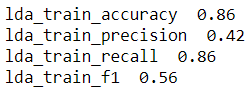 lda_train_accuracy  0.86
lda_train_precision  0.42
lda_train_recall  0.86
lda_train_f1  0.56